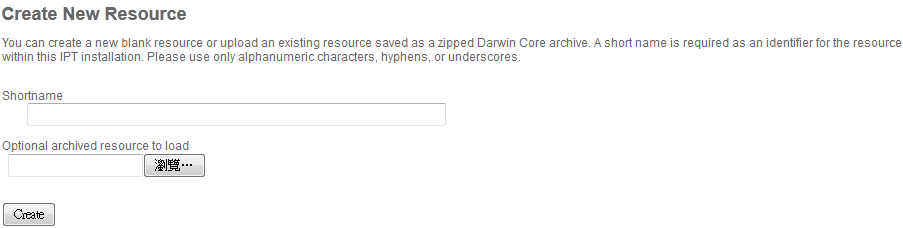 Create New Resource
You can create a new blank resource or upload an existing resource saved as a zipped Darwin Core archive. A short name is required as an identifier for the resource
within this IPT installation. Please use only alphanumeric characters, hyphens, or underscores.
Shortname
Optional archived resource to load
瀏覽…
Create